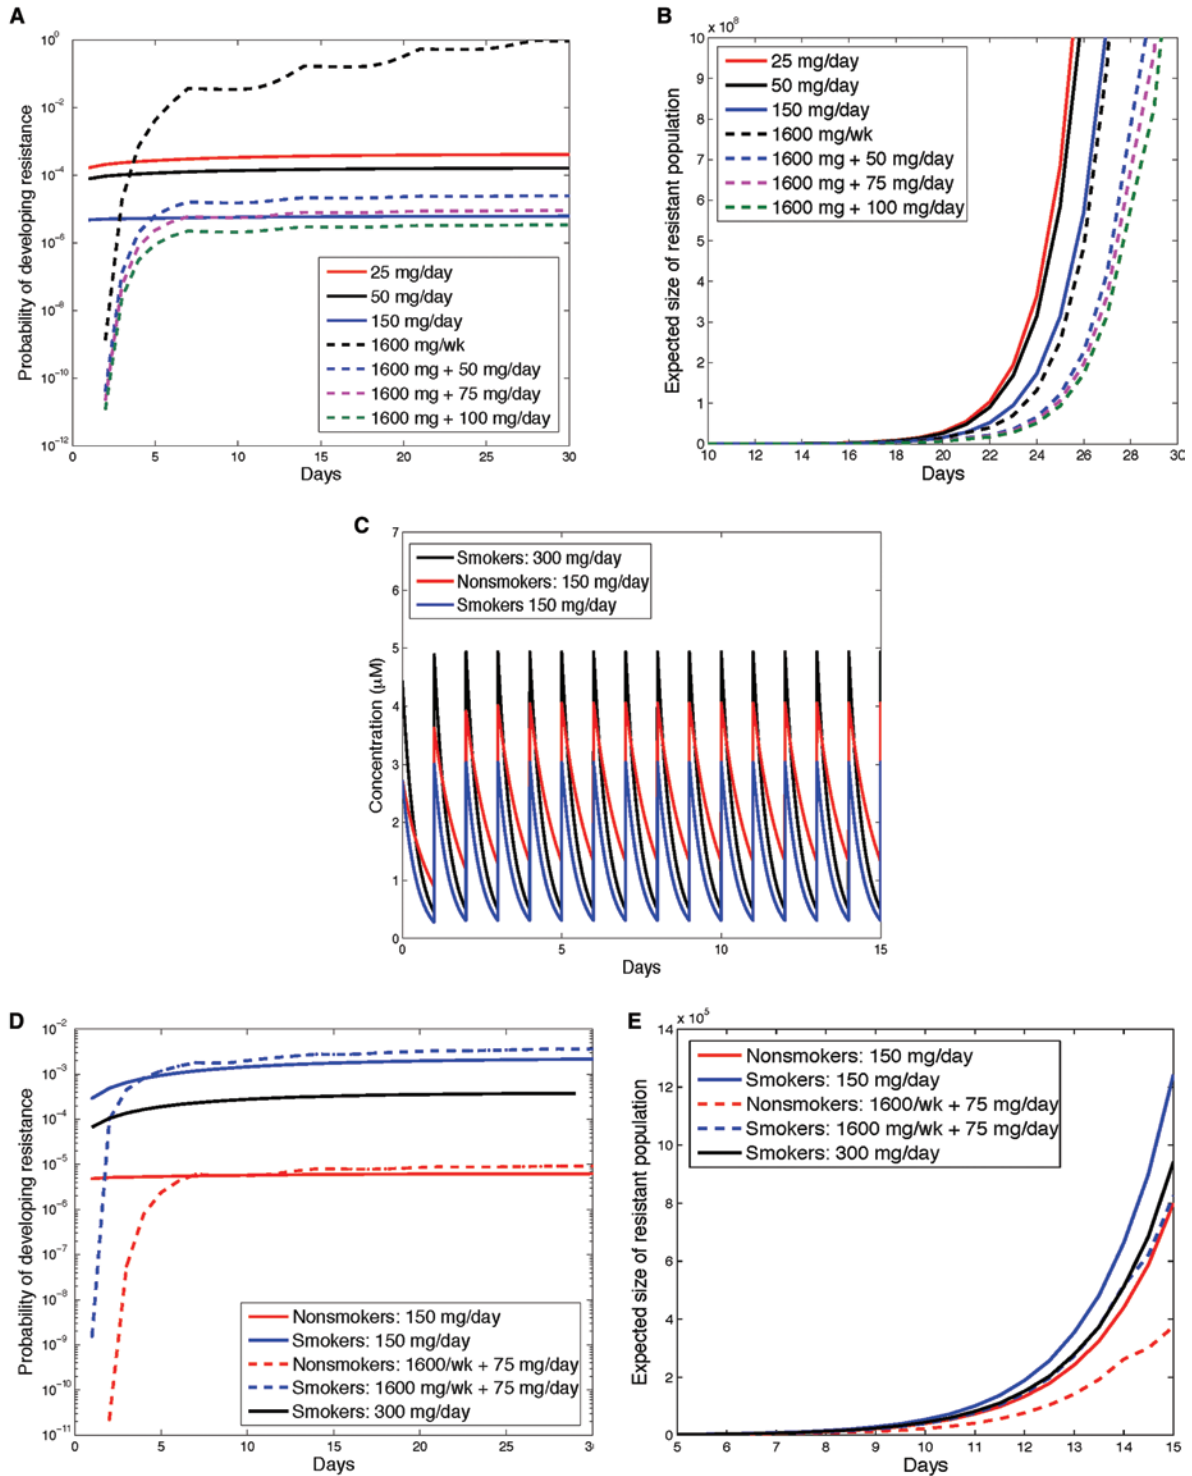 A
Probability of developing resistance
10^0
10^-2
10^-4
10^-6
10^-8
10^-10
10^-12
25 mg/day
50 mg/day
150 mg/day
1600 mg/wk
1600 mg + 50 mg/day
1600 mg + 75 mg/day
1600 mg + 100 mg/day
0 5 10 15 20 25 30
Days
B
x 10^8
Expected size of resistant population
10
9
8
7
6
5
4
3
2
1
0
25 mg/day
50 mg/day
150 mg/day
1600 mg/wk
1600 mg + 50 mg/day
1600 mg + 75 mg/day
1600 mg + 100 mg/day
10 12 14 16 18 20 22 24 26 28 30
Days
C
Concentration (µM)
7
6
5
4
3
2
1
0
Smokers: 300 mg/day
Nonsmokers: 150 mg/day
Smokers 150 mg/day
0 5 10 15
Days
D
Probability of developing resistance
10^-2
10^-3
10^-4
10^-5
10^-6
10^-7
10^-8
10^-9
10^-10
10^-11
Nonsmokers: 150 mg/day
Smokers: 150 mg/day
Nonsmokers: 1600/wk + 75 mg/day
Smokers: 1600 mg/wk + 75 mg/day
Smokers: 300 mg/day
0 5 10 15 20 25 30
Days
E
x 10^5
Expected size of resistant population
14
12
10
8
6
4
2
0
Nonsmokers: 150 mg/day
Smokers: 150 mg/day
Nonsmokers: 1600/wk + 75 mg/day
Smokers: 1600 mg/wk + 75 mg/day
Smokers: 300 mg/day
5 6 7 8 9 10 11 12 13 14 15
Days